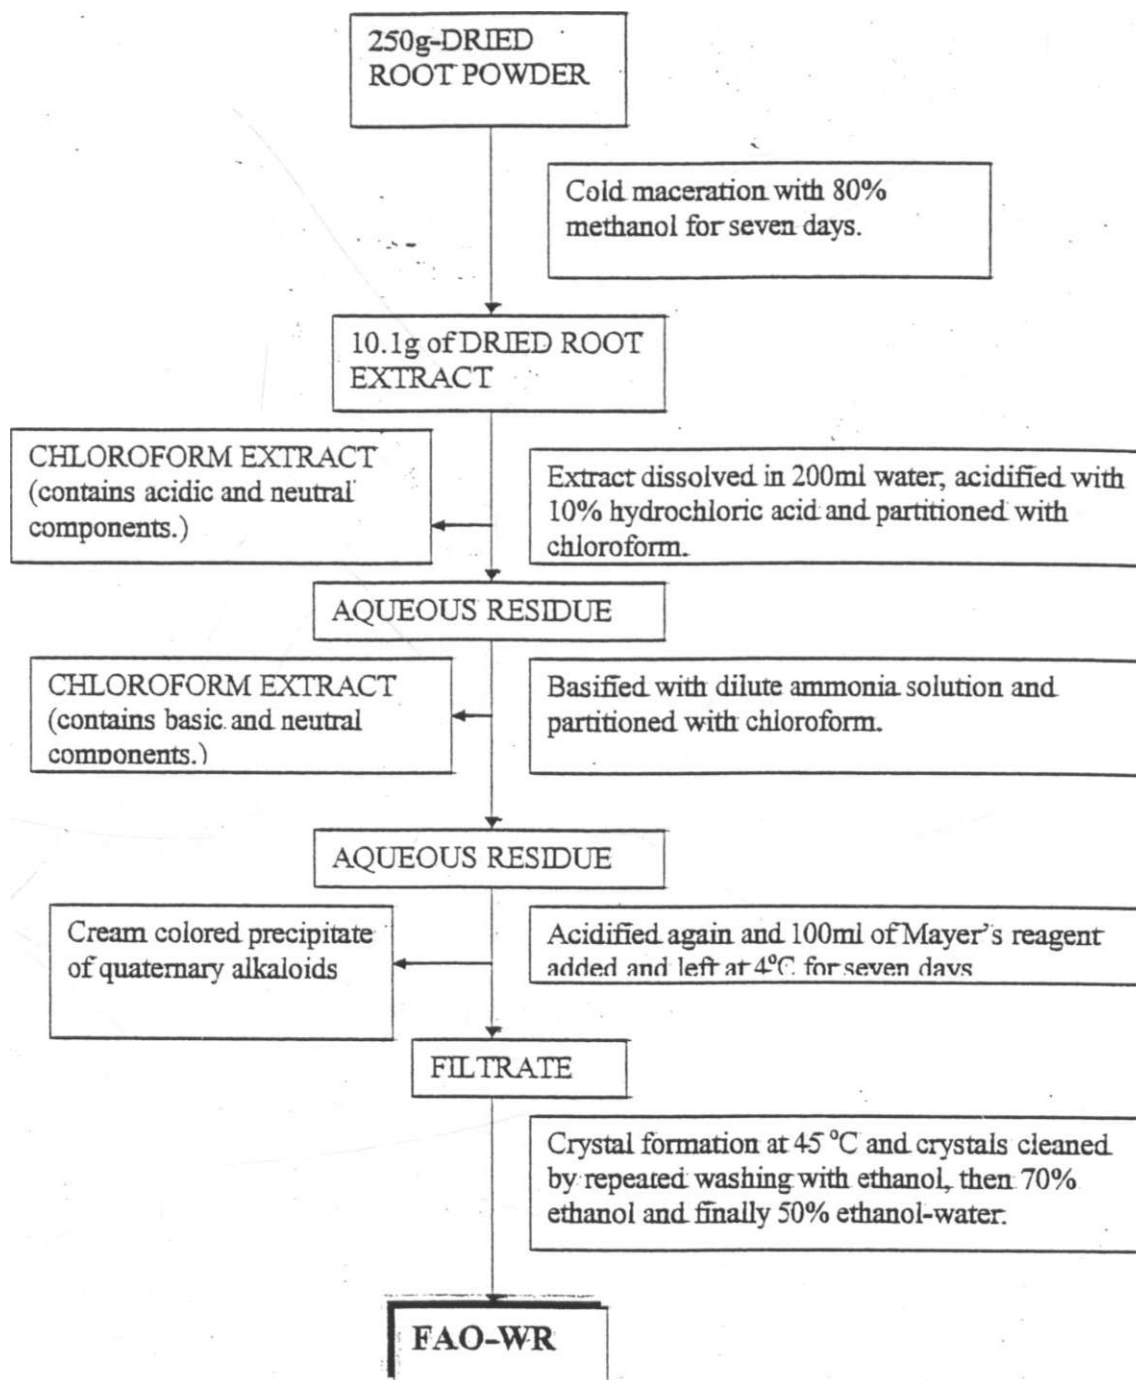 250g-DRIED
ROOT POWDER
Cold maceration with 80%
methanol for seven days.
10.1g of DRIED ROOT
EXTRACT
CHLOROFORM EXTRACT
(contains acidic and neutral
components.)
Extract dissolved in 200ml water, acidified with
10% hydrochloric acid and partitioned with
chloroform.
AQUEOUS RESIDUE
CHLOROFORM EXTRACT
(contains basic and neutral
components.)
Basified with dilute ammonia solution and
partitioned with chloroform.
AQUEOUS RESIDUE
Cream colored precipitate
of quaternary alkaloids
Acidified again and 100ml of Mayer's reagent
added and left at 4°C for seven days
FILTRATE
Crystal formation at 45 °C and crystals cleaned
by repeated washing with ethanol, then 70%
ethanol and finally 50% ethanol-water.
FAO-WR